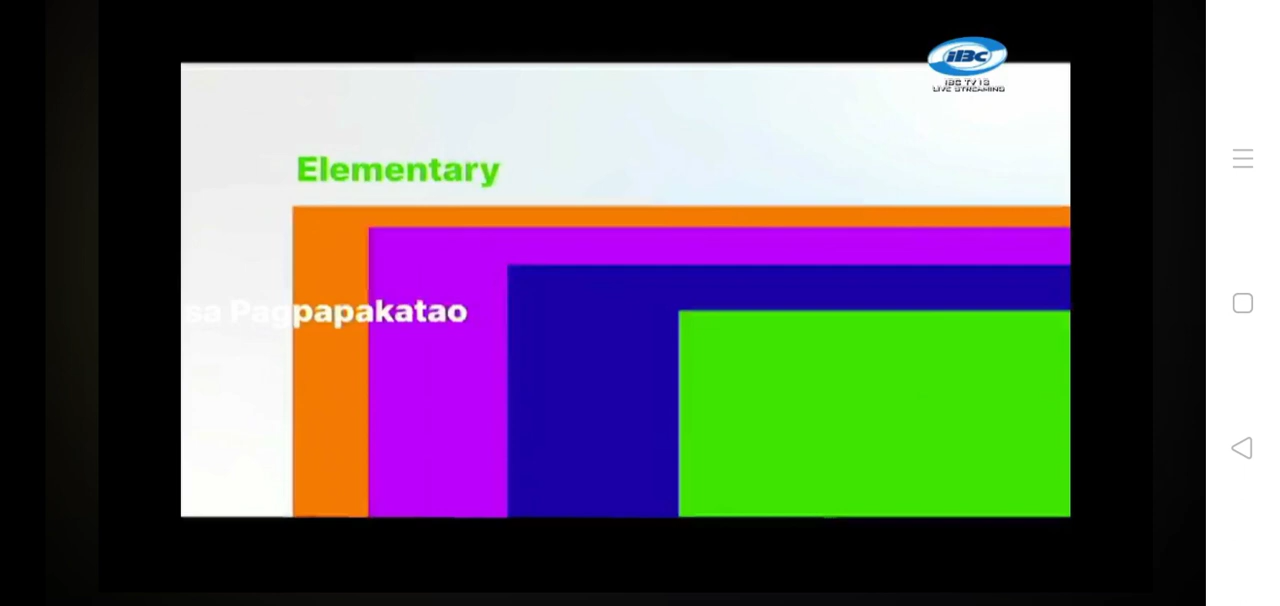 iBC
IBC TV13
LIVE STREAMING
Elementary
sa Pagpapakatao